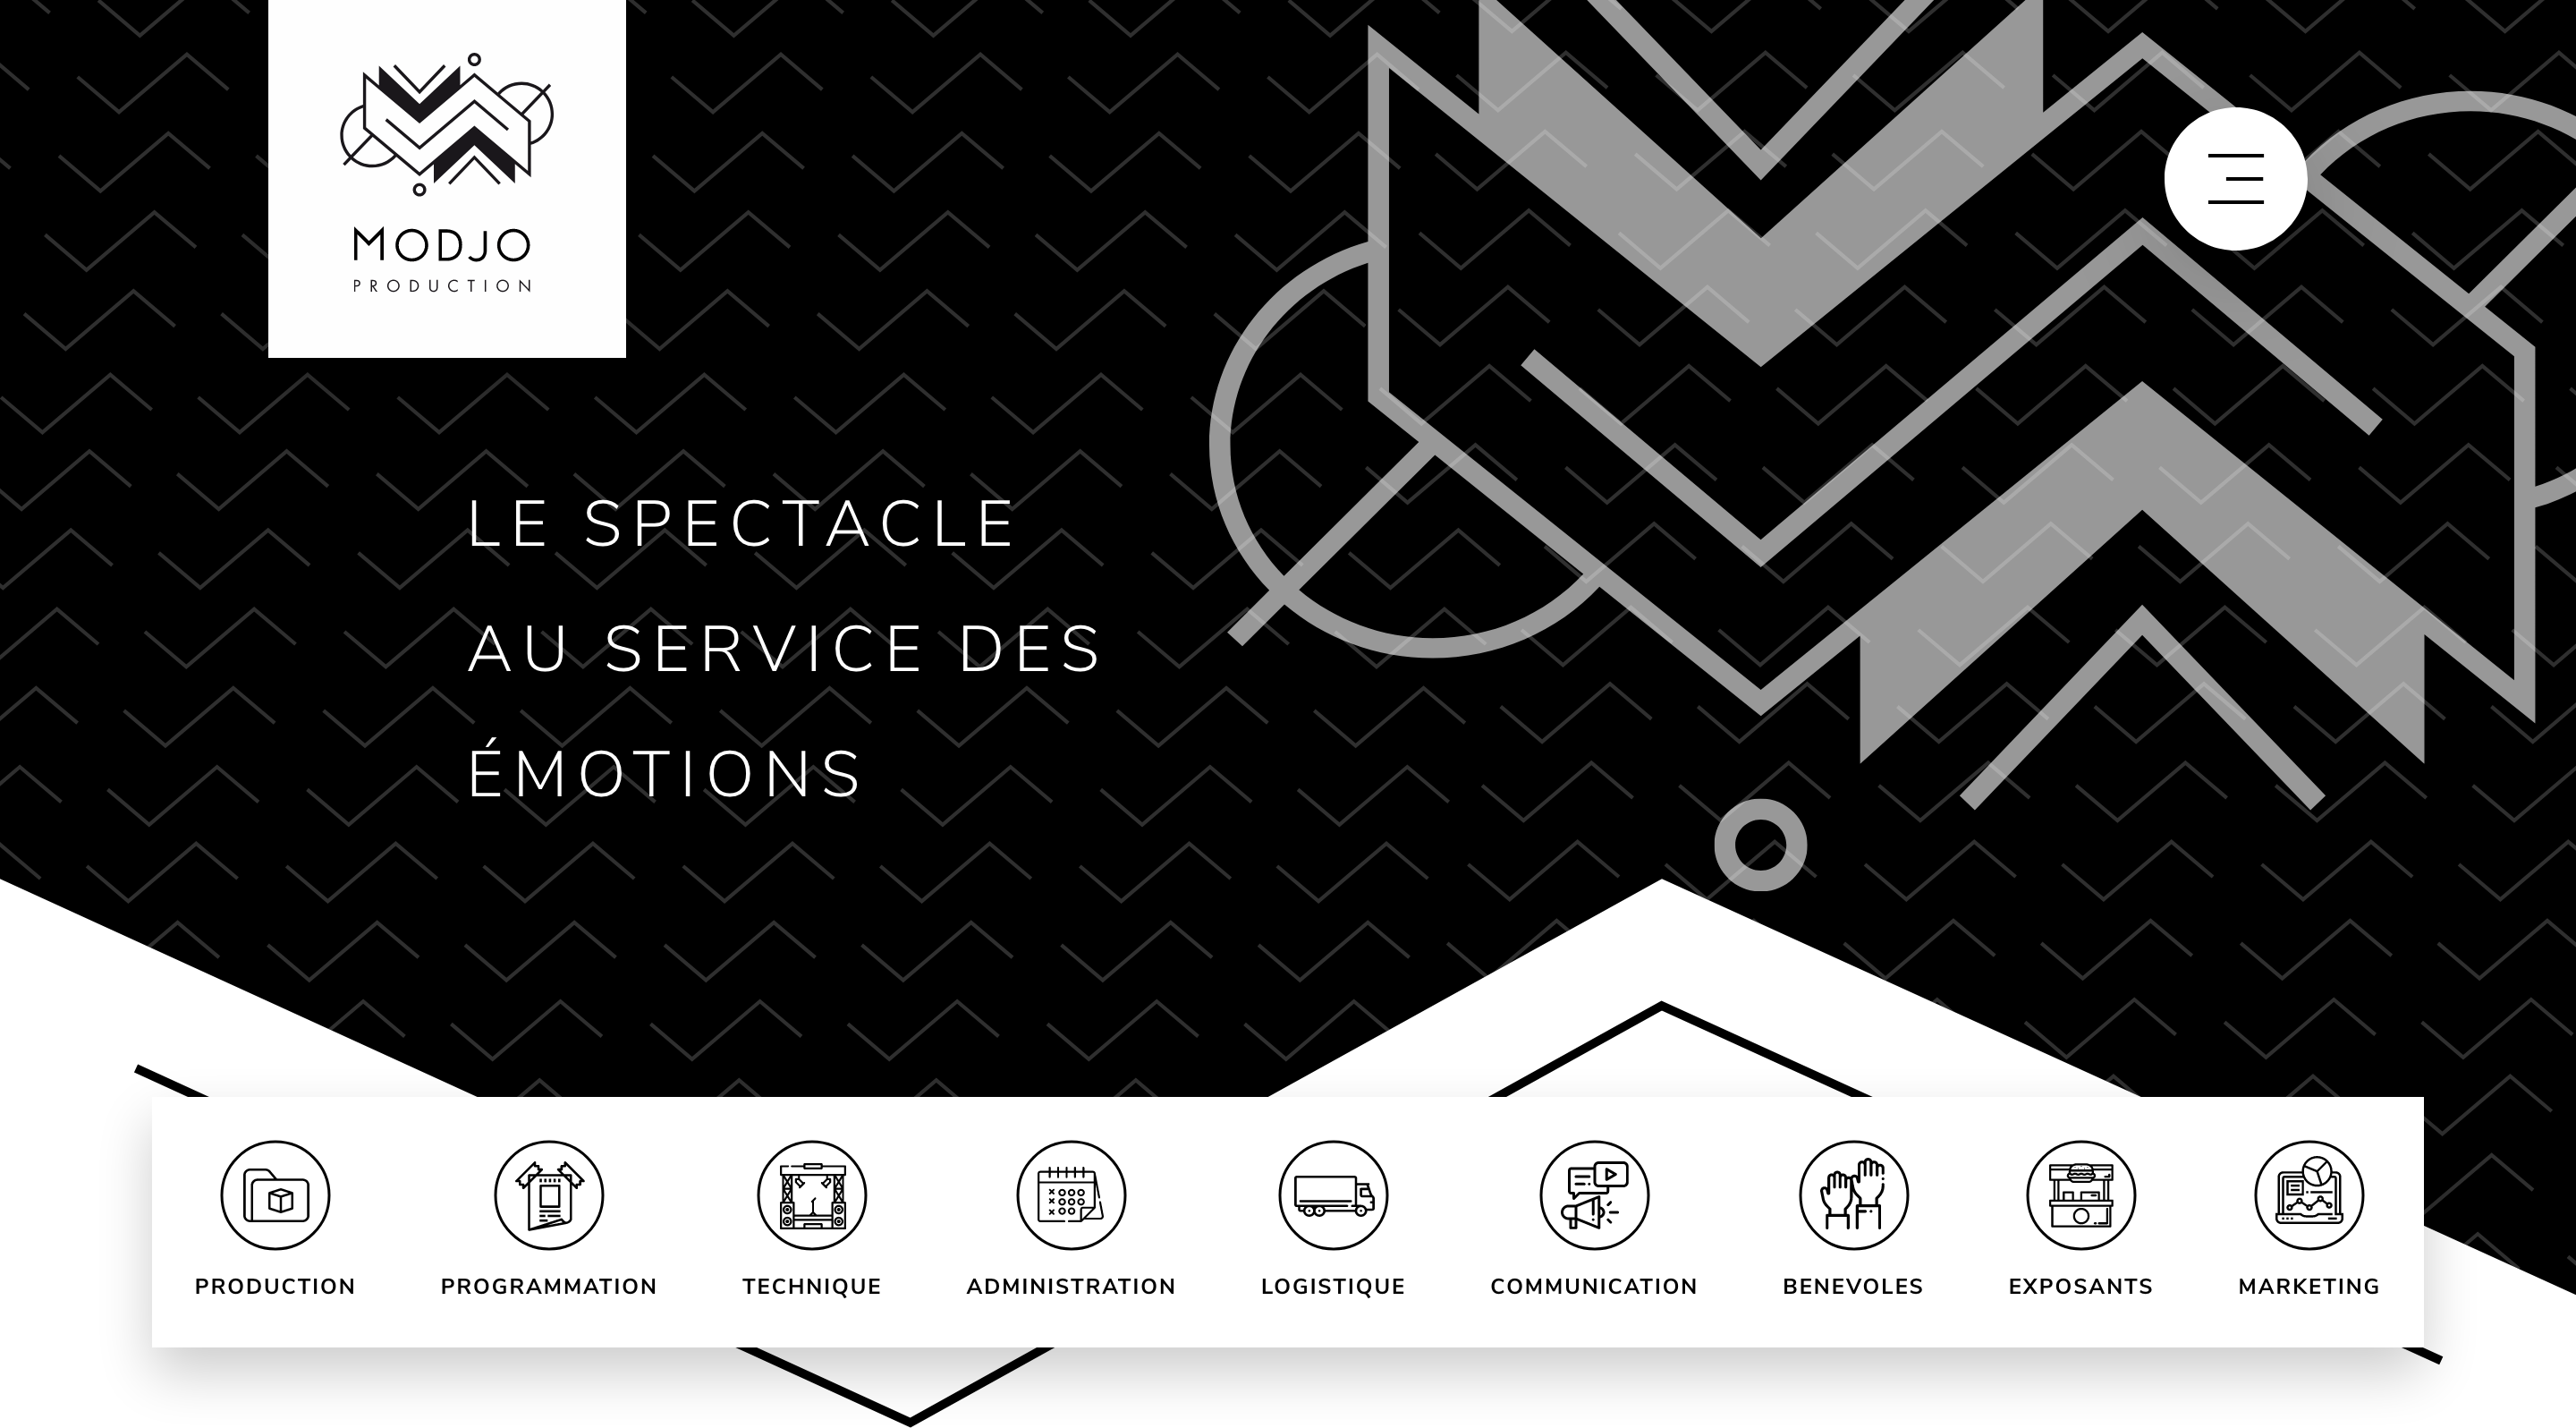 MODJO
PRODUCTION
LE SPECTACLE
AU SERVICE DES
ÉMOTIONS
PRODUCTION
PROGRAMMATION
TECHNIQUE
ADMINISTRATION
LOGISTIQUE
COMMUNICATION
BENEVOLES
EXPOSANTS
MARKETING